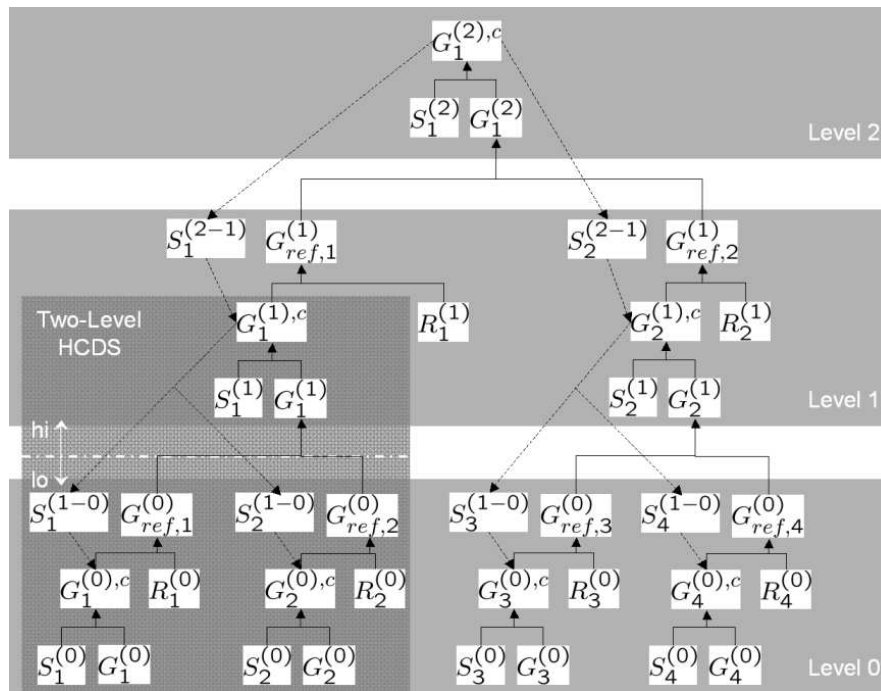 G_1^{(2),c}
S_1^{(2)} G_1^{(2)}
Level 2
S_1^{(2-1)} G_{ref,1}^{(1)} S_2^{(2-1)} G_{ref,2}^{(1)}
Two-Level
HCDS
G_1^{(1),c} R_1^{(1)} G_2^{(1),c} R_2^{(1)}
S_1^{(1)} G_1^{(1)} S_2^{(1)} G_2^{(1)}
Level 1
hi
lo
S_1^{(1-0)} G_{ref,1}^{(0)} S_2^{(1-0)} G_{ref,2}^{(0)} S_3^{(1-0)} G_{ref,3}^{(0)} S_4^{(1-0)} G_{ref,4}^{(0)}
G_1^{(0),c} R_1^{(0)} G_2^{(0),c} R_2^{(0)} G_3^{(0),c} R_3^{(0)} G_4^{(0),c} R_4^{(0)}
S_1^{(0)} G_1^{(0)} S_2^{(0)} G_2^{(0)} S_3^{(0)} G_3^{(0)} S_4^{(0)} G_4^{(0)}
Level 0